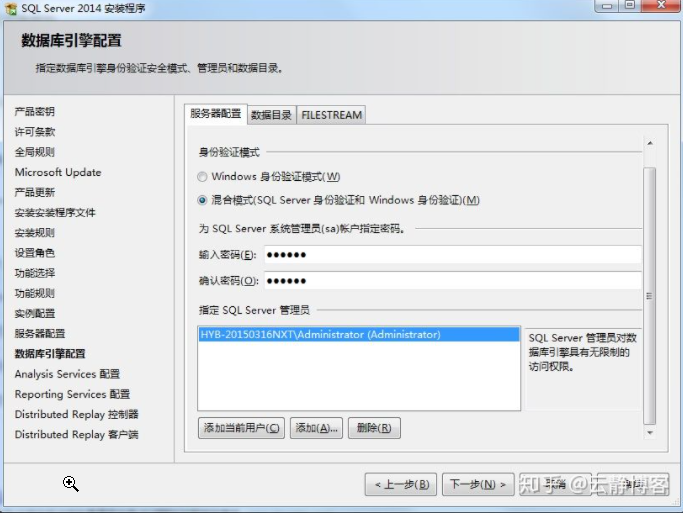 SQL Server 2014 安装程序
数据库引擎配置
指定数据库引擎身份验证安全模式、管理员和数据目录。
产品密钥
许可条款
全局规则
Microsoft Update
产品更新
安装安装程序文件
安装规则
设置角色
功能选择
功能规则
实例配置
服务器配置
数据库引擎配置
Analysis Services 配置
Reporting Services 配置
Distributed Replay 控制器
Distributed Replay 客户端
服务器配置 数据目录 FILESTREAM
身份验证模式
Windows 身份验证模式(W)
混合模式(SQL Server 身份验证和 Windows 身份验证)(M)
为 SQL Server 系统管理员(sa)帐户指定密码。
输入密码(E): ●●●●●●
确认密码(O): ●●●●●●
指定 SQL Server 管理员
HYB-20150316NXT\Administrator (Administrator)
SQL Server 管理员对数
据库引擎具有无限制的
访问权限。
添加当前用户(C) 添加(A)... 删除(R)
< 上一步(B) 下一步(N) > 取消
知乎 @云静博客